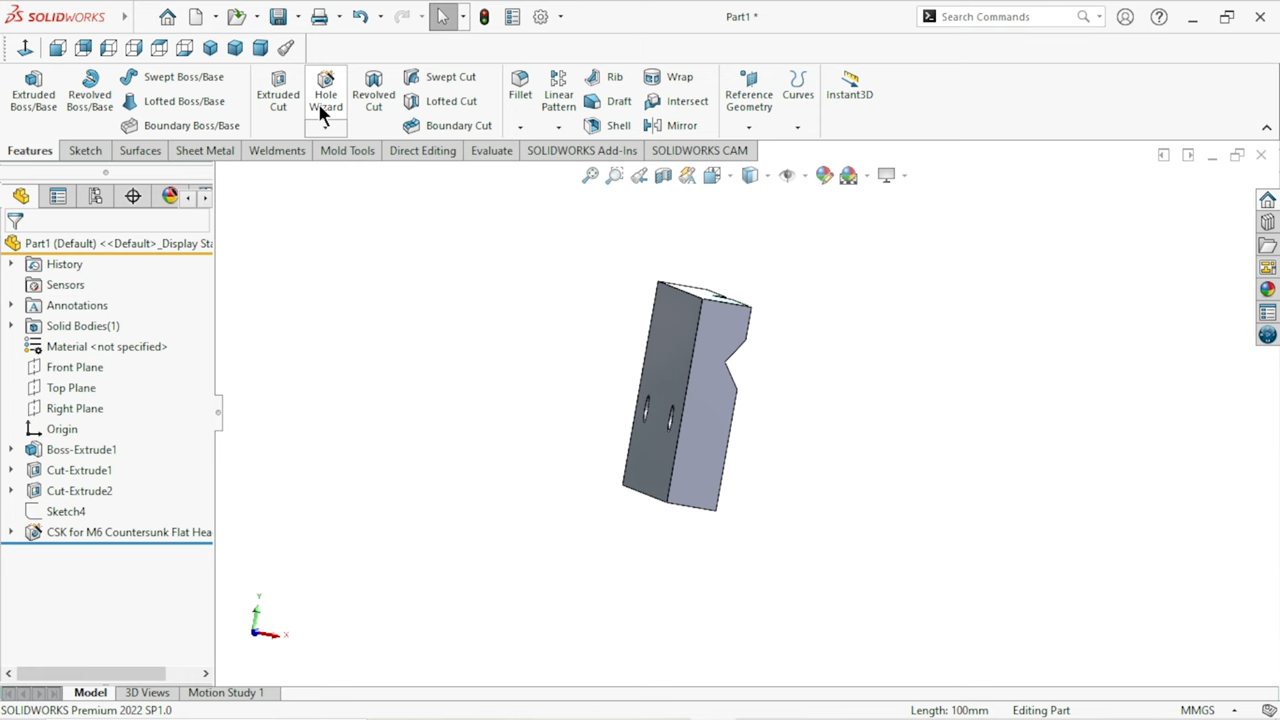 SOLIDWORKS
Part1 *
Search Commands
Extruded Boss/Base
Revolved Boss/Base
Swept Boss/Base
Lofted Boss/Base
Boundary Boss/Base
Extruded Cut
Hole Wizard
Revolved Cut
Swept Cut
Lofted Cut
Boundary Cut
Fillet
Linear Pattern
Rib
Draft
Shell
Wrap
Intersect
Mirror
Reference Geometry
Curves
Instant3D
Features
Sketch
Surfaces
Sheet Metal
Weldments
Mold Tools
Direct Editing
Evaluate
SOLIDWORKS Add-Ins
SOLIDWORKS CAM
Part1 (Default) <<Default>_Display Sta
History
Sensors
Annotations
Solid Bodies(1)
Material <not specified>
Front Plane
Top Plane
Right Plane
Origin
Boss-Extrude1
Cut-Extrude1
Cut-Extrude2
Sketch4
CSK for M6 Countersunk Flat Hea
Y
X
Model
3D Views
Motion Study 1
SOLIDWORKS Premium 2022 SP1.0
Length: 100mm
Editing Part
MMGS